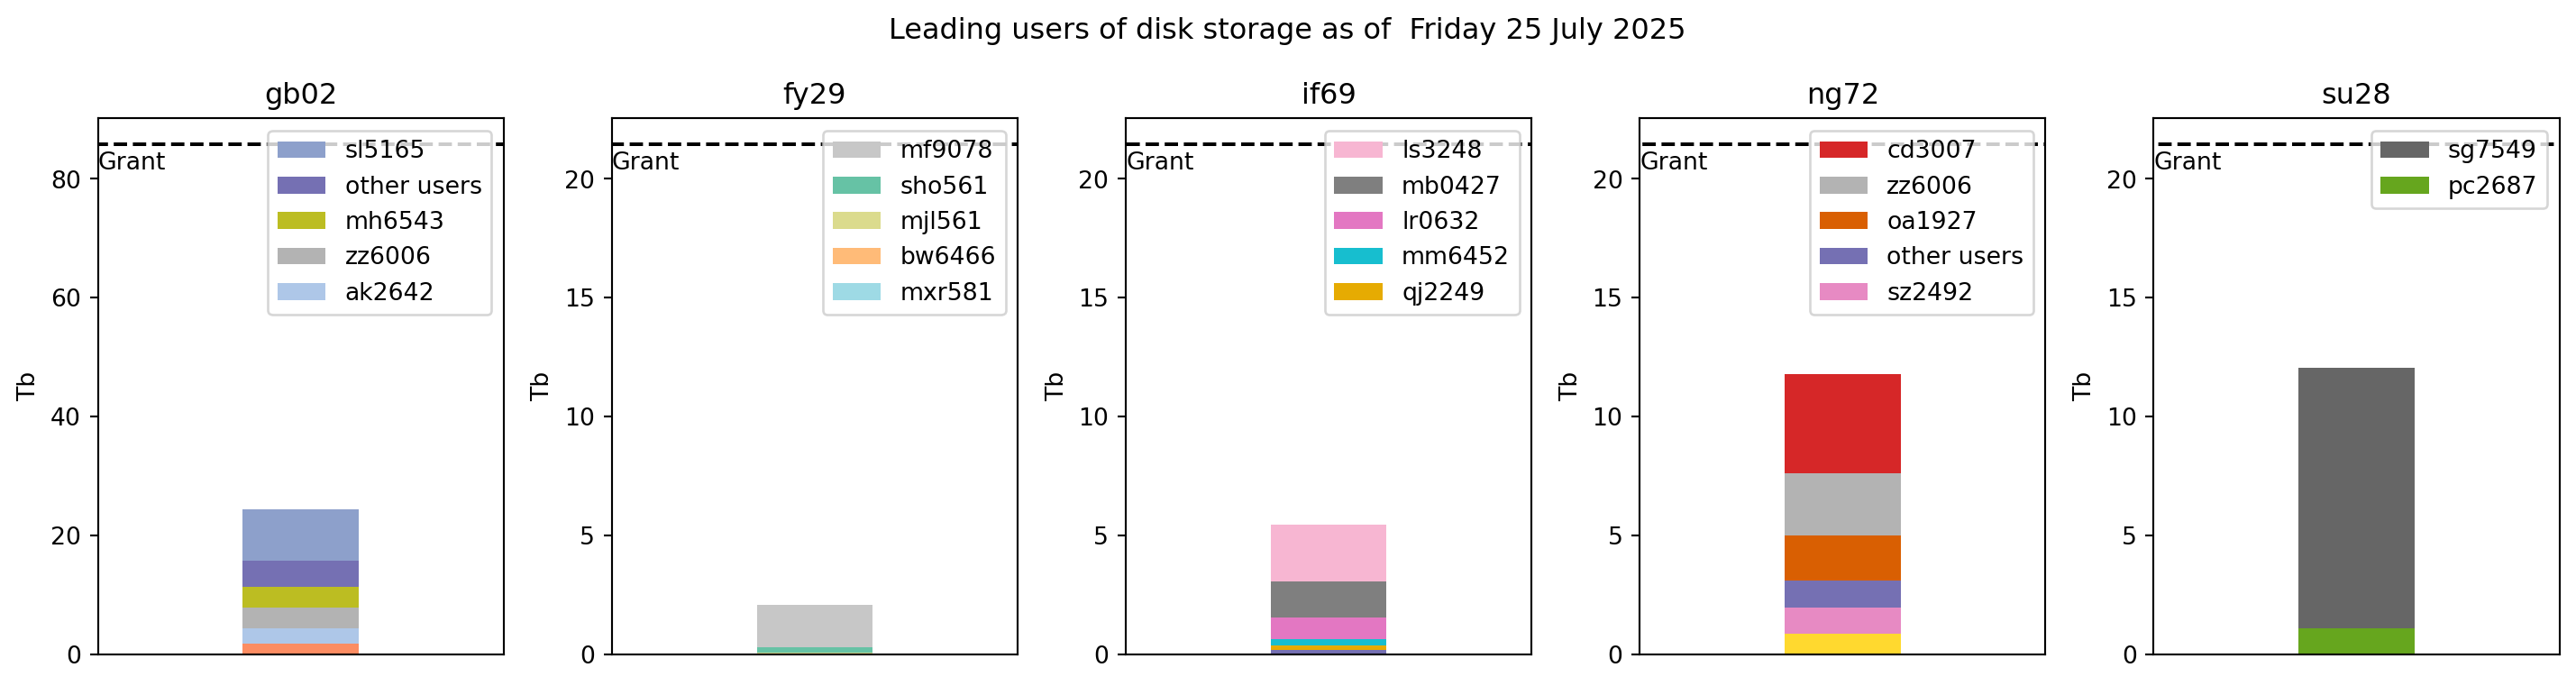 Leading users of disk storage as of  Friday 25 July 2025
gb02
Grant
sl5165
other users
mh6543
zz6006
ak2642
80
60
40
20
0
Tb
fy29
Grant
mf9078
sho561
mjl561
bw6466
mxr581
20
15
10
5
0
Tb
if69
Grant
ls3248
mb0427
lr0632
mm6452
qj2249
20
15
10
5
0
Tb
ng72
Grant
cd3007
zz6006
oa1927
other users
sz2492
20
15
10
5
0
Tb
su28
Grant
sg7549
pc2687
20
15
10
5
0
Tb